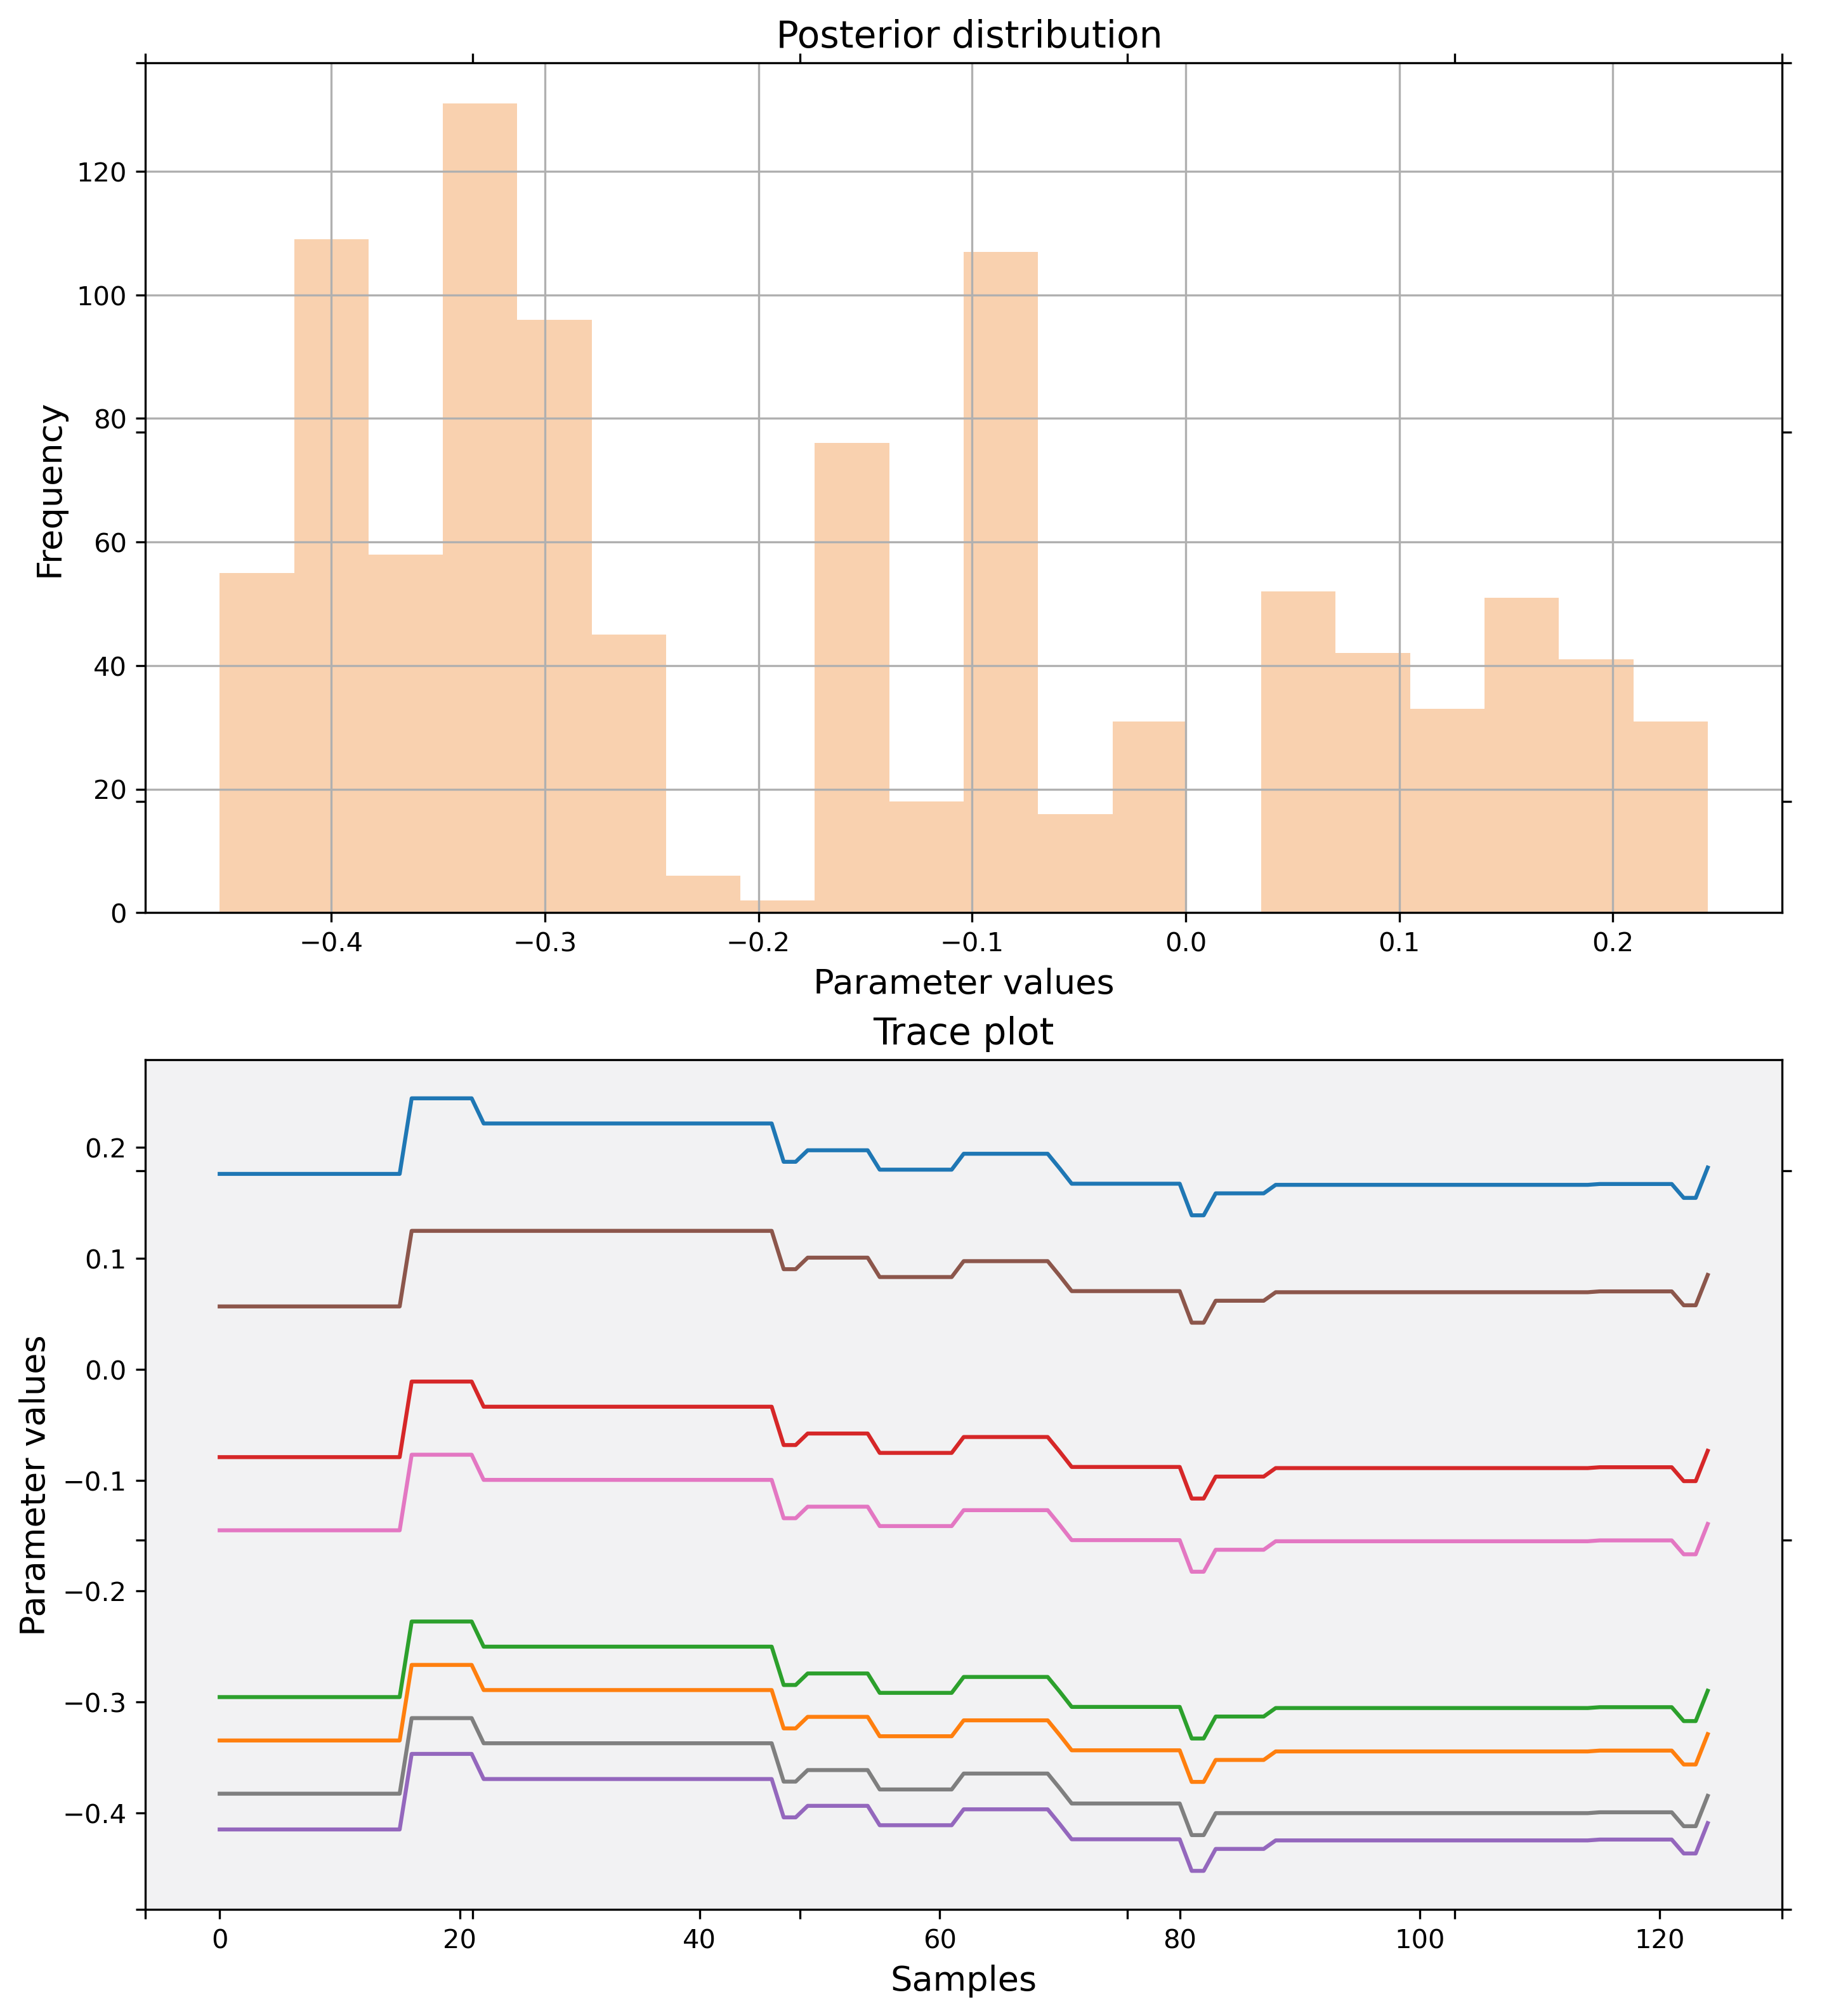 Posterior distribution
120
100
80
60
40
20
0
Frequency
−0.4 −0.3 −0.2 −0.1 0.0 0.1 0.2
Parameter values
Trace plot
0.2
0.1
0.0
−0.1
−0.2
−0.3
−0.4
Parameter values
0 20 40 60 80 100 120
Samples